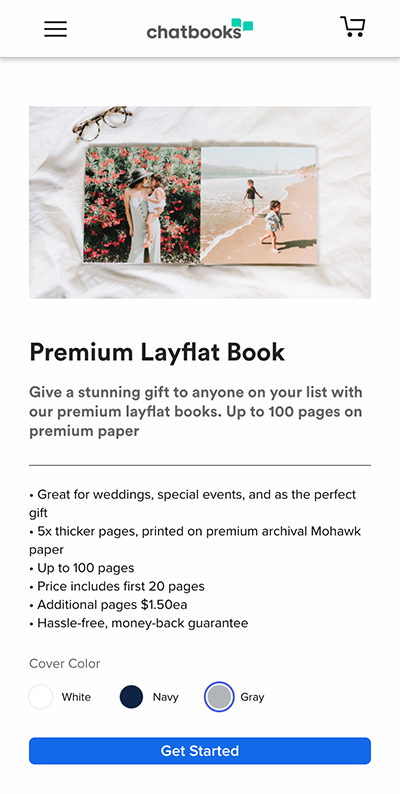 chatbooks
Premium Layflat Book
Give a stunning gift to anyone on your list with
our premium layflat books. Up to 100 pages on
premium paper
• Great for weddings, special events, and as the perfect
gift
• 5x thicker pages, printed on premium archival Mohawk
paper
• Up to 100 pages
• Price includes first 20 pages
• Additional pages $1.50ea
• Hassle-free, money-back guarantee
Cover Color
White Navy Gray
Get Started